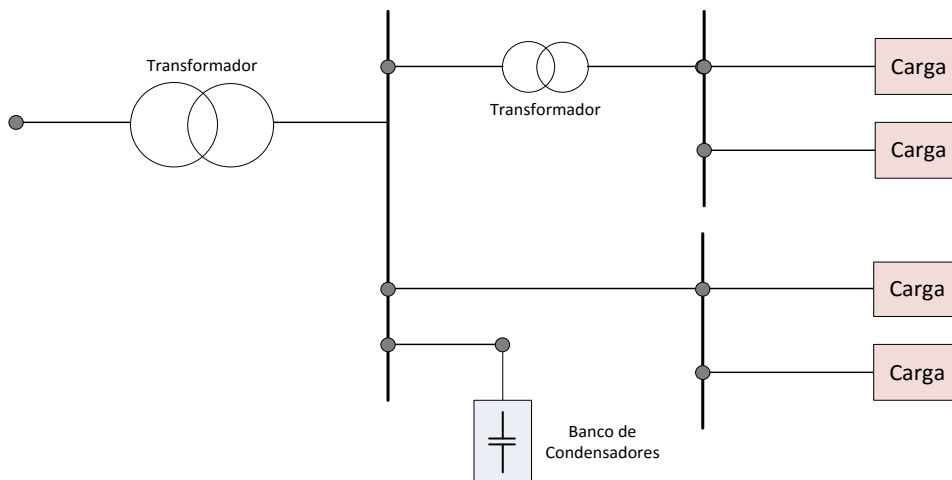 Transformador
Transformador
Carga
Carga
Carga
Carga
Banco de
Condensadores